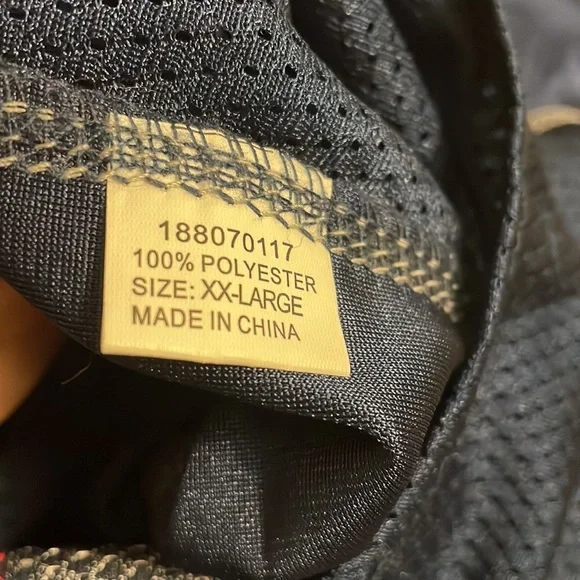 188070117
100% POLYESTER
SIZE: XX-LARGE
MADE IN CHINA